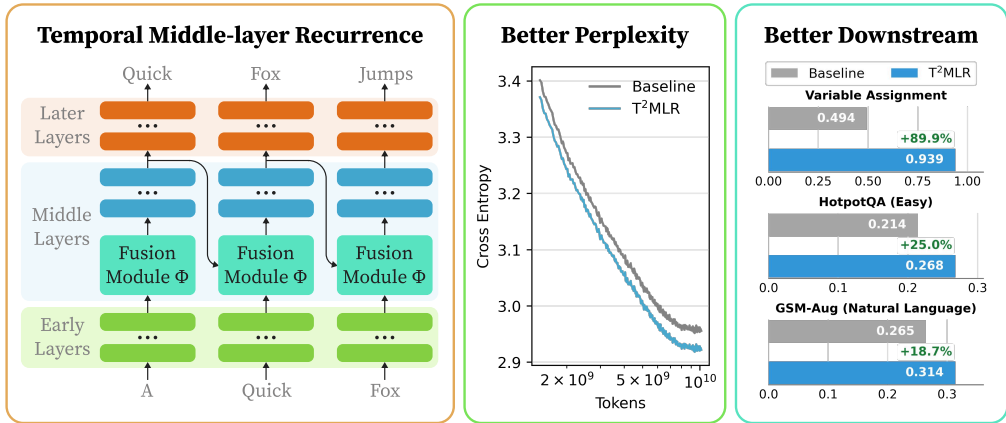 Temporal Middle-layer Recurrence
Quick Fox Jumps
Later
Layers
...
...
...
Middle
Layers
...
...
...
Fusion
Module Φ
Fusion
Module Φ
Fusion
Module Φ
Early
Layers
...
...
...
A Quick Fox
Better Perplexity
Baseline
T²MLR
Cross Entropy
3.4
3.3
3.2
3.1
3.0
2.9
2 × 10⁹ 5 × 10⁹ 10¹⁰
Tokens
Better Downstream
Baseline T²MLR
Variable Assignment
0.494
+89.9%
0.939
0.00 0.25 0.50 0.75 1.00
HotpotQA (Easy)
0.214
+25.0%
0.268
0.0 0.1 0.2 0.3
GSM-Aug (Natural Language)
0.265
+18.7%
0.314
0.0 0.1 0.2 0.3